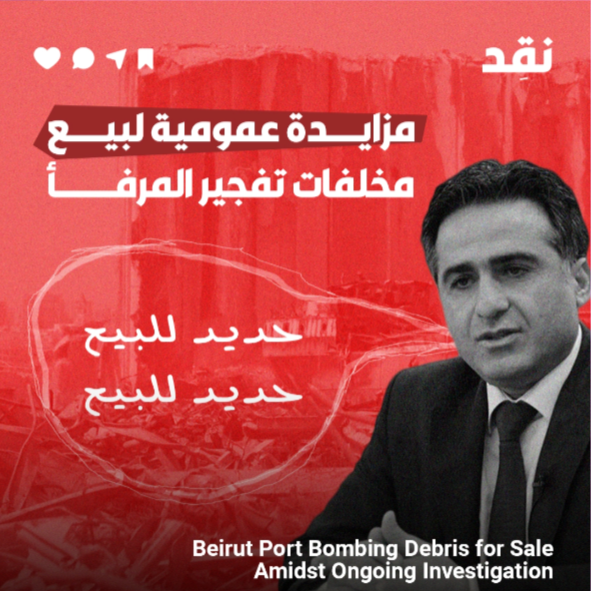 نقِد
مزايـدة عمومية لبيـع
مخلفات تفجير المرفـأ
حديد للبيع
حديد للبيع
Beirut Port Bombing Debris for Sale
Amidst Ongoing Investigation